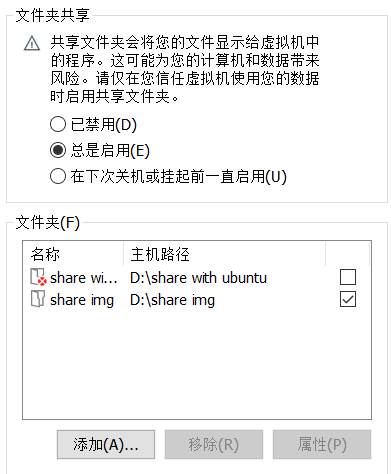 文件夹共享
共享文件夹会将您的文件显示给虚拟机中
的程序。这可能为您的计算机和数据带来
风险。请仅在您信任虚拟机使用您的数据
时启用共享文件夹。
已禁用(D)
总是启用(E)
在下次关机或挂起前一直启用(U)
文件夹(F)
名称 主机路径
share wi... D:\share with ubuntu
share img D:\share img
添加(A)... 移除(R) 属性(P)